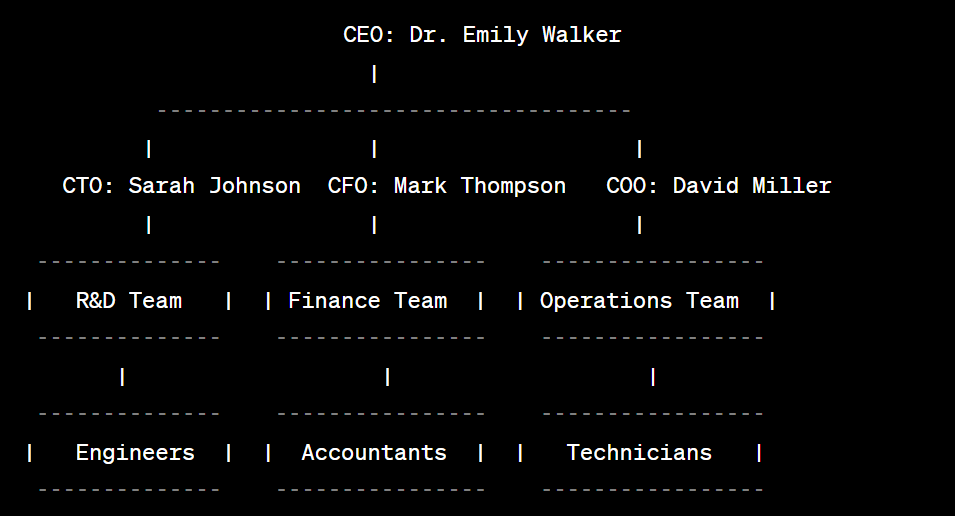 CEO: Dr. Emily Walker
|
------------------------------------
| | |
CTO: Sarah Johnson CFO: Mark Thompson COO: David Miller
| | |
-------------- ---------------- -----------------
| R&D Team | | Finance Team | | Operations Team |
-------------- ---------------- -----------------
| | |
-------------- ---------------- -----------------
| Engineers | | Accountants | | Technicians |
-------------- ---------------- -----------------